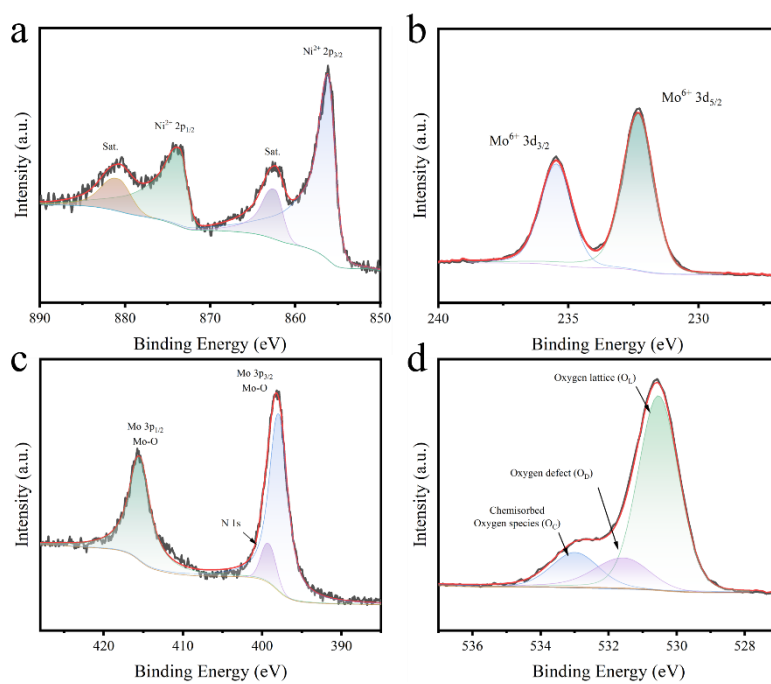 a
Ni²⁺ 2p₃/₂
Ni²⁺ 2p₁/₂
Sat.
Sat.
Intensity (a.u.)
890 880 870 860 850
Binding Energy (eV)
b
Mo⁶⁺ 3d₅/₂
Mo⁶⁺ 3d₃/₂
Intensity (a.u.)
240 235 230
Binding Energy (eV)
c
Mo 3p₃/₂
Mo-O
Mo 3p₁/₂
Mo-O
N 1s
Intensity (a.u.)
420 410 400 390
Binding Energy (eV)
d
Oxygen lattice (O_L)
Oxygen defect (O_D)
Chemisorbed
Oxygen species (O_C)
Intensity (a.u.)
536 534 532 530 528
Binding Energy (eV)